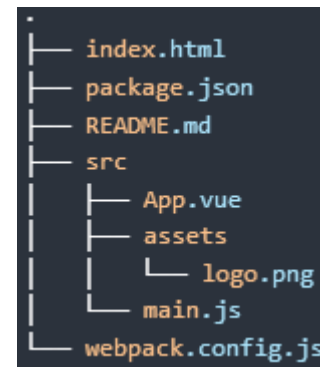 .
├── index.html
├── package.json
├── README.md
├── src
│   ├── App.vue
│   ├── assets
│   │   └── logo.png
│   └── main.js
└── webpack.config.js